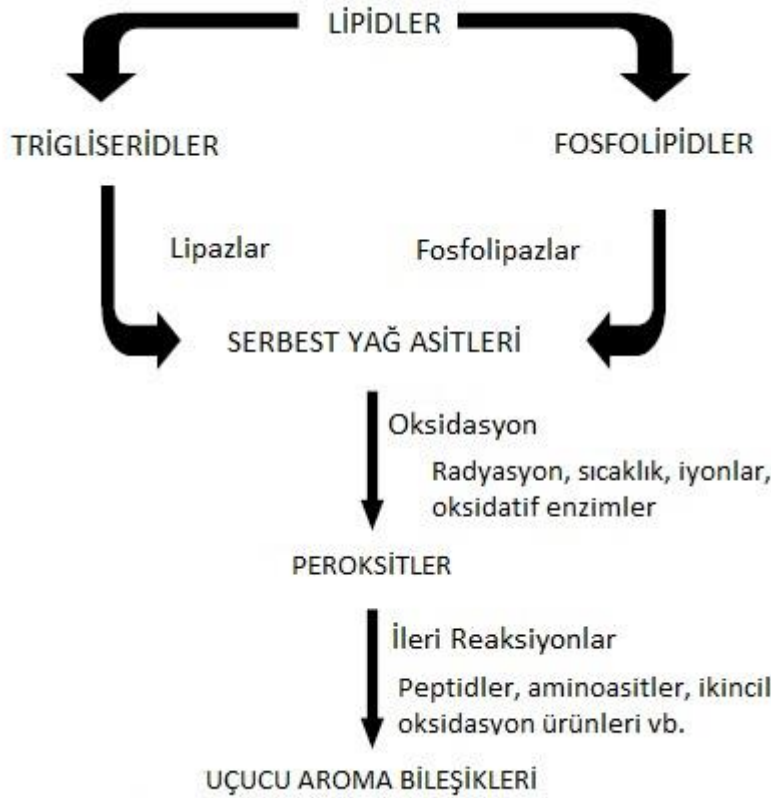 LİPİDLER
TRİGLİSERİDLER
FOSFOLİPİDLER
Lipazlar
Fosfolipazlar
SERBEST YAĞ ASİTLERİ
Oksidasyon
Radyasyon, sıcaklık, iyonlar,
oksidatif enzimler
PEROKSİTLER
İleri Reaksiyonlar
Peptidler, aminoasitler, ikincil
oksidasyon ürünleri vb.
UÇUCU AROMA BİLEŞİKLERİ